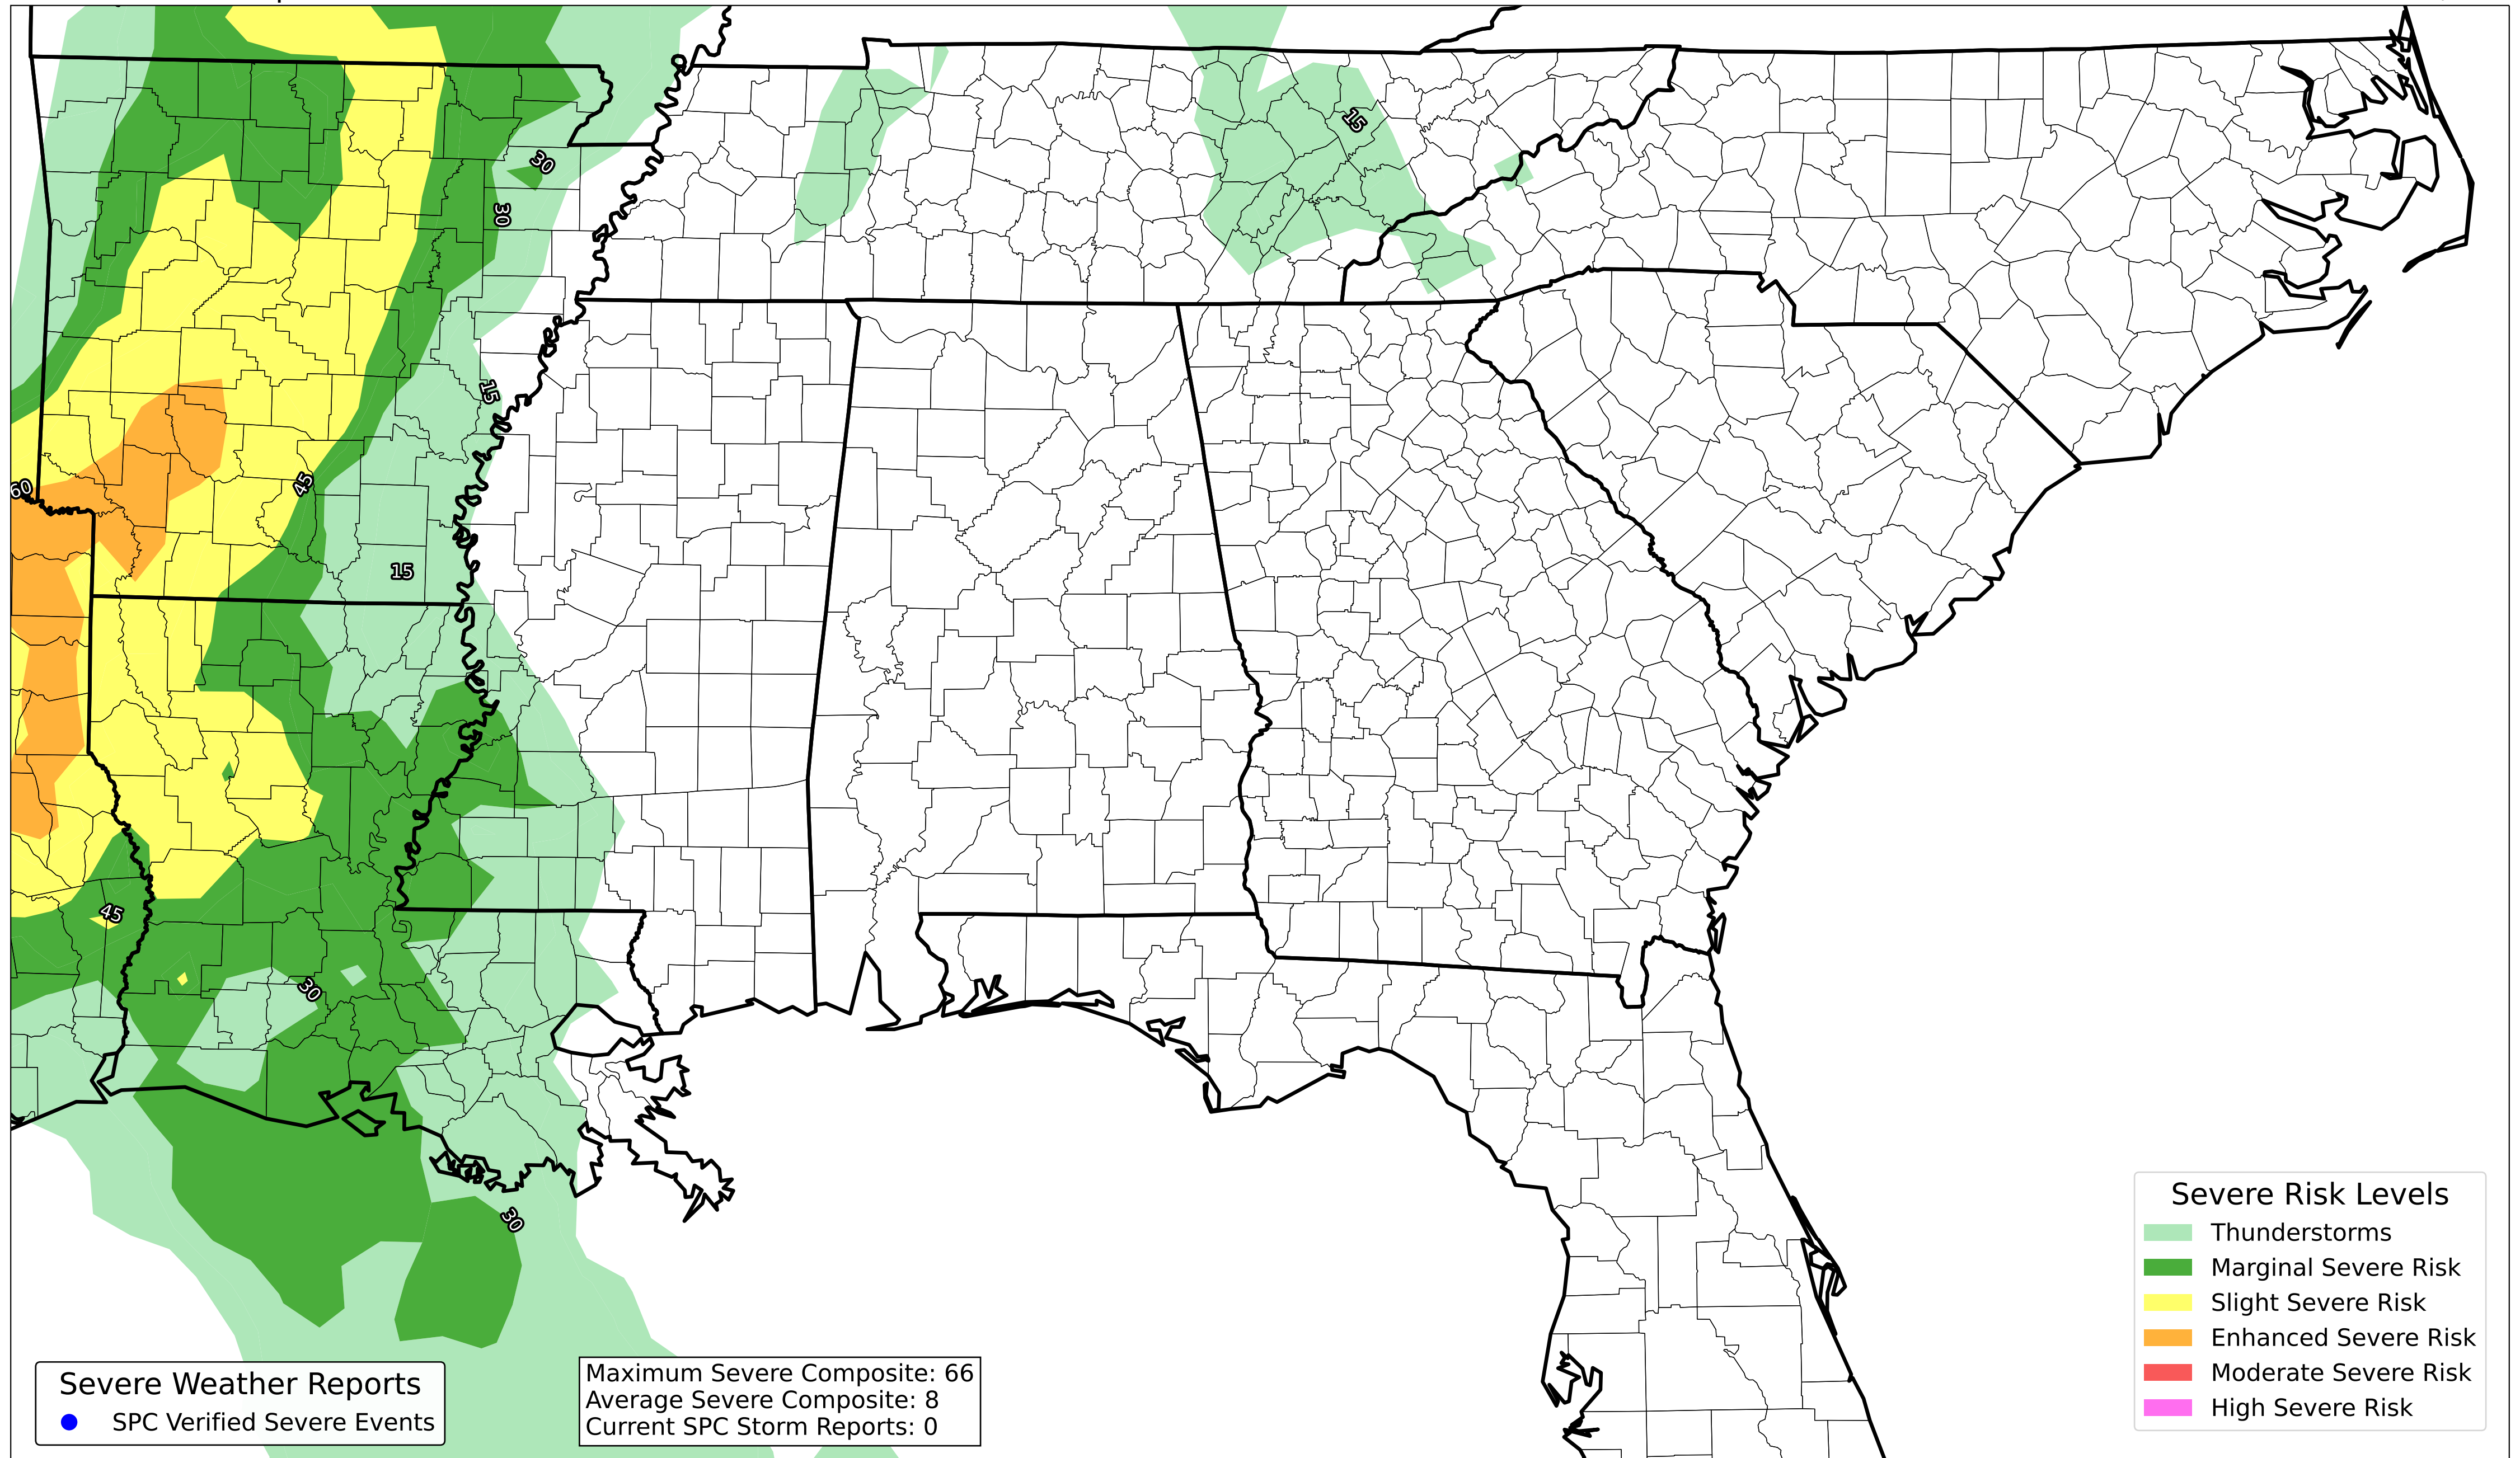 15
30
30
15
60
45
15
45
30
30
Severe Risk Levels
Thunderstorms
Marginal Severe Risk
Slight Severe Risk
Enhanced Severe Risk
Moderate Severe Risk
High Severe Risk
Severe Weather Reports
SPC Verified Severe Events
Maximum Severe Composite: 66
Average Severe Composite: 8
Current SPC Storm Reports: 0